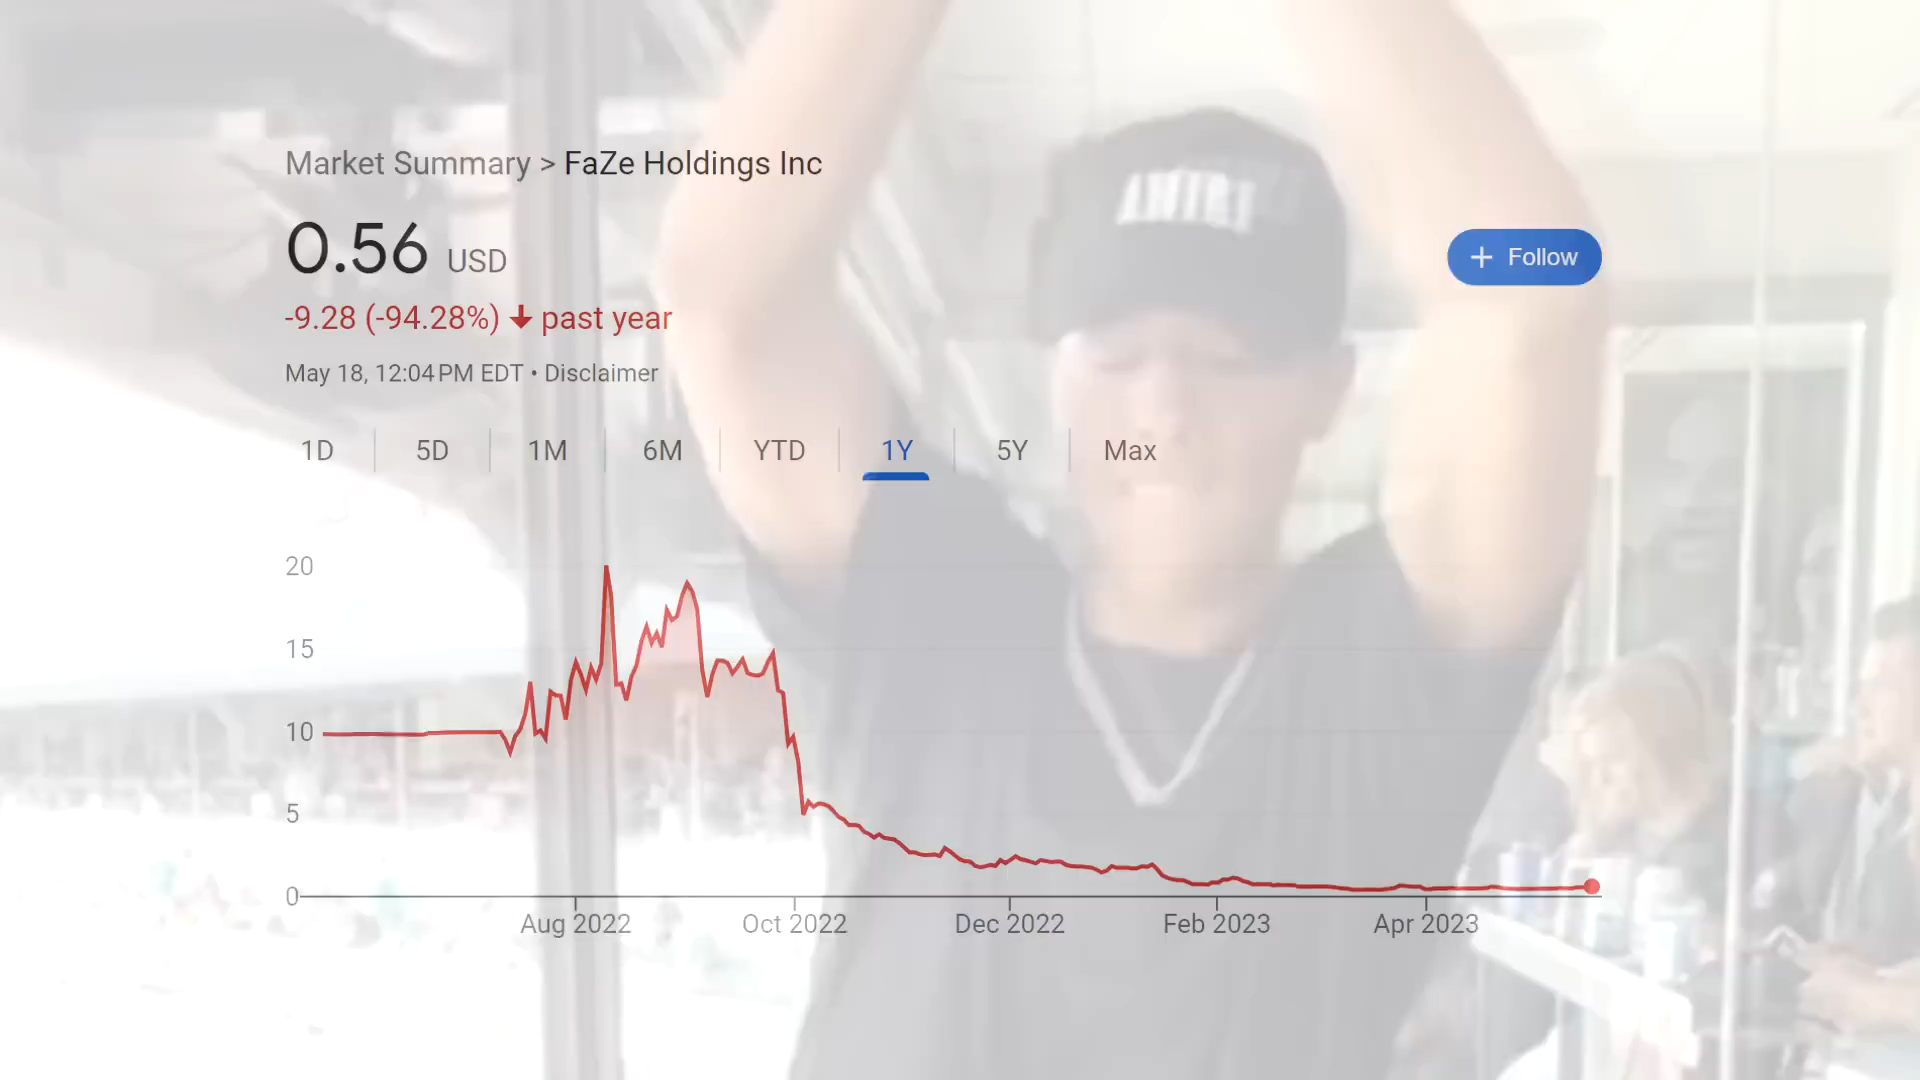 Market Summary > FaZe Holdings Inc
0.56 USD
+ Follow
-9.28 (-94.28%) ↓ past year
May 18, 12:04 PM EDT • Disclaimer
1D 5D 1M 6M YTD 1Y 5Y Max
20
15
10
5
0
Aug 2022 Oct 2022 Dec 2022 Feb 2023 Apr 2023